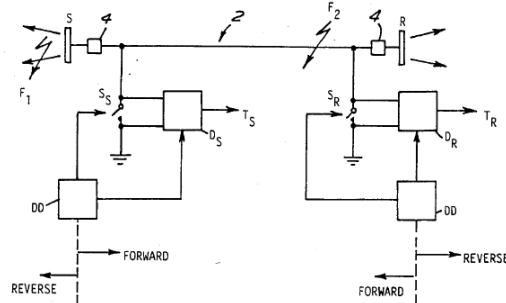 S 4 2 F2 4 R
F1
SS DS TS
SR DR TR
DD DD
FORWARD REVERSE
REVERSE FORWARD